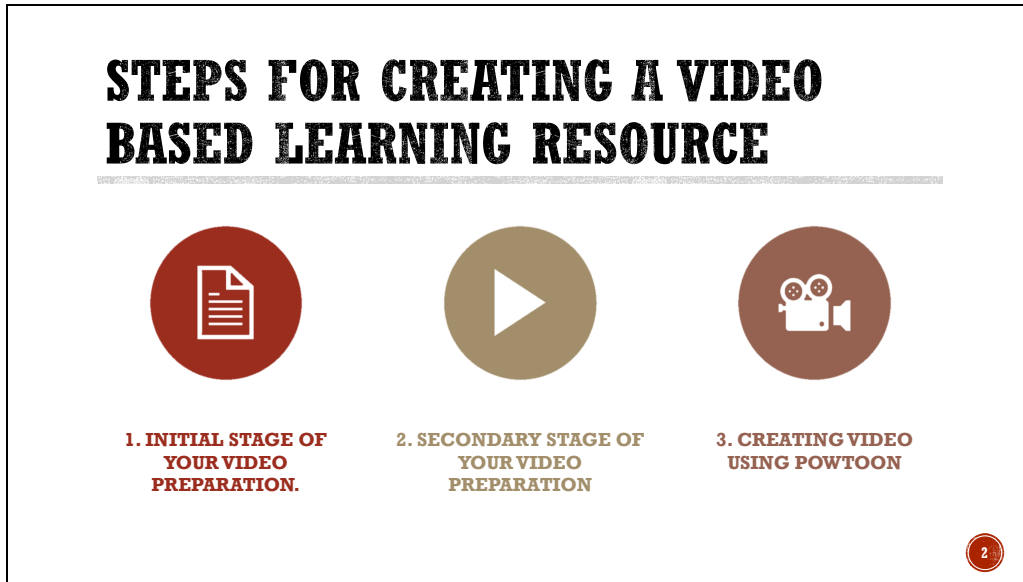 STEPS FOR CREATING A VIDEO
BASED LEARNING RESOURCE
1. INITIAL STAGE OF
YOUR VIDEO
PREPARATION.
2. SECONDARY STAGE OF
YOUR VIDEO
PREPARATION
3. CREATING VIDEO
USING POWTOON
2